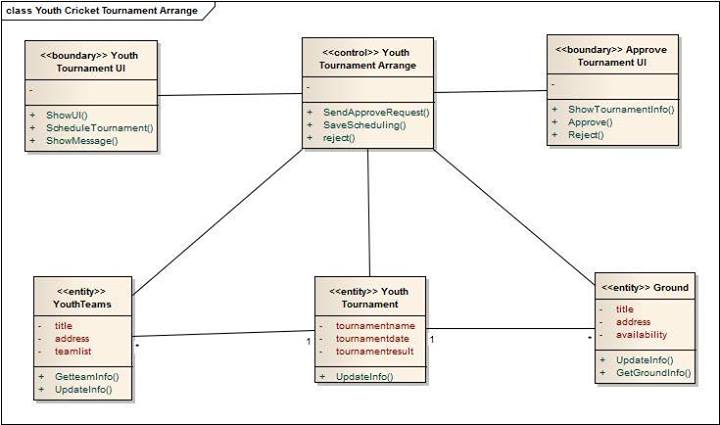 class Youth Cricket Tournament Arrange
<<boundary>> Youth
Tournament UI
-
+ ShowUI()
+ ScheduleTournament()
+ ShowMessage()
<<control>> Youth
Tournament Arrange
-
+ SendApproveRequest()
+ SaveScheduling()
+ reject()
<<boundary>> Approve
Tournament UI
-
+ ShowTournamentInfo()
+ Approve()
+ Reject()
<<entity>>
YouthTeams
- title
- address
- teamlist
+ GetteamInfo()
+ UpdateInfo()
* 1
<<entity>> Youth
Tournament
- tournamentname
- tournamentdate
- tournamentresult
+ UpdateInfo()
1 *
<<entity>> Ground
- title
- address
- availability
+ UpdateInfo()
+ GetGroundInfo()